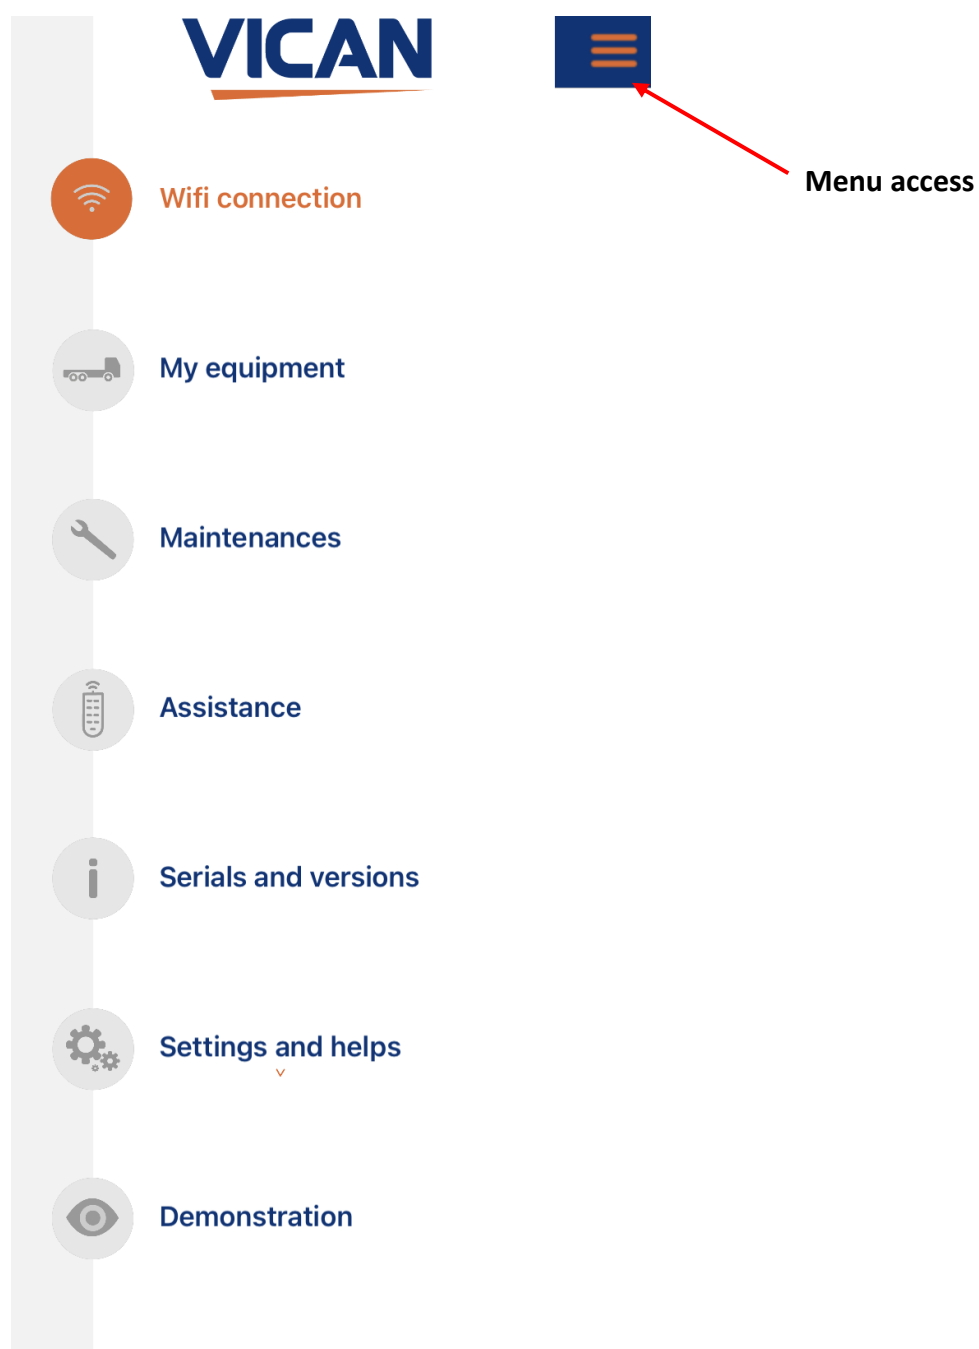 VICAN
Menu access
Wifi connection
My equipment
Maintenances
Assistance
Serials and versions
Settings and helps
Demonstration